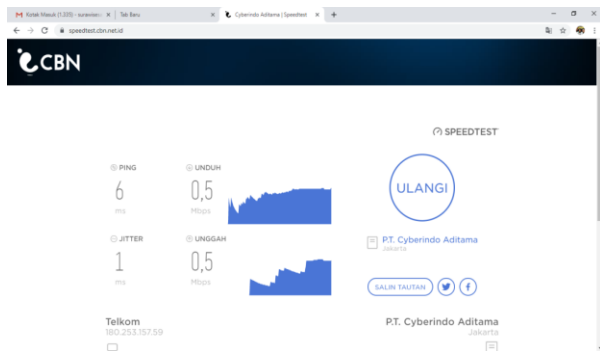 Kotak Masuk (1.320) - surawien
Tab Baru
Cyberindo Aditama | Speedtest
speedtest.cbn.net.id
CBN
SPEEDTEST
PING
6
ms
UNDUH
0,5
Mbps
ULANGI
JITTER
1
ms
UNGGAH
0,5
Mbps
P.T. Cyberindo Aditama
Jakarta
SALIN TAUTAN
Telkom
180.253.157.59
P.T. Cyberindo Aditama
Jakarta